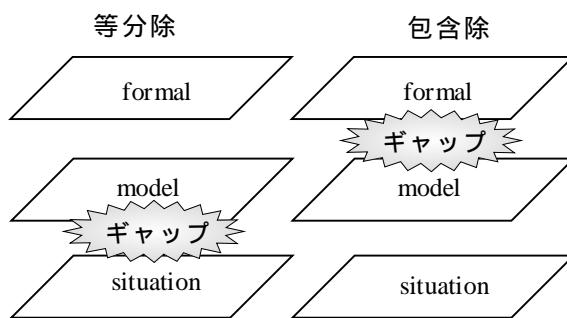 等分除
formal
model
ギャップ
situation
包含除
formal
ギャップ
model
situation